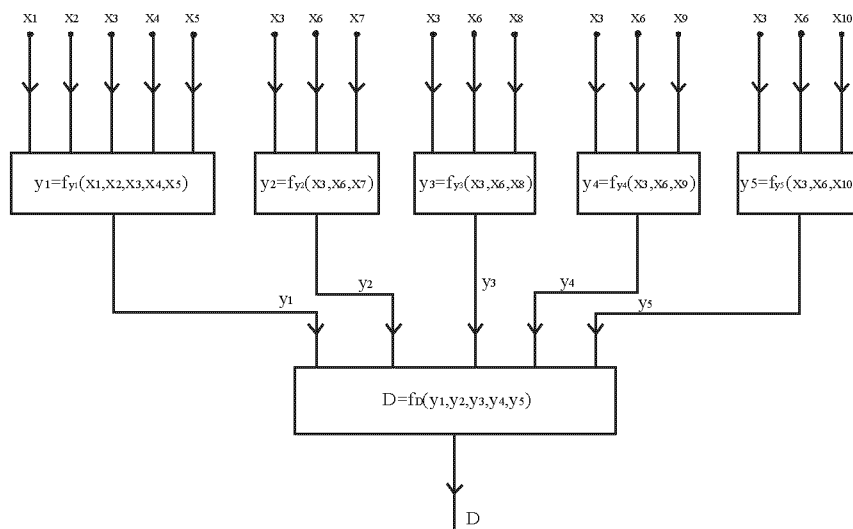 x1 x2 x3 x4 x5 x3 x6 x7 x3 x6 x8 x3 x6 x9 x3 x6 x10
y1=fy1(x1,x2,x3,x4,x5) y2=fy2(x3,x6,x7) y3=fy3(x3,x6,x8) y4=fy4(x3,x6,x9) y5=fy5(x3,x6,x10
y2 y3 y4
y1 y5
D=fD(y1,y2,y3,y4,y5)
D